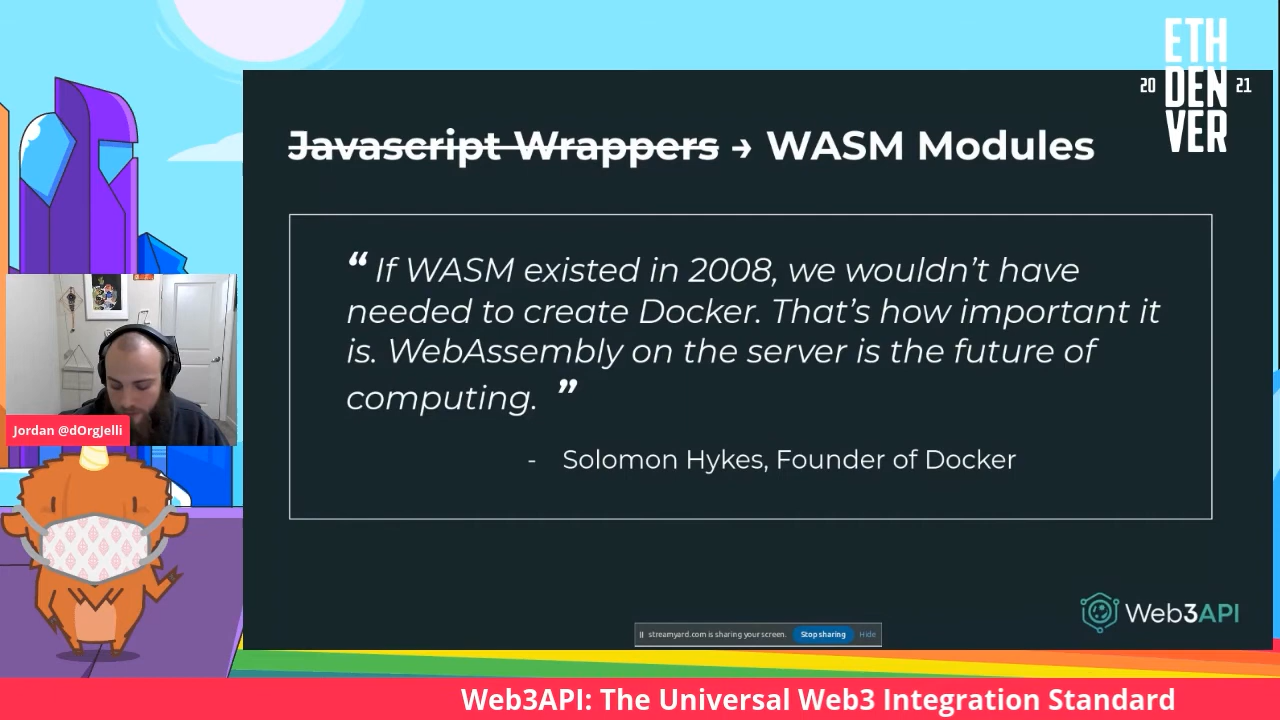 ETH
20 DEN 21
VER
Javascript Wrappers → WASM Modules
“ If WASM existed in 2008, we wouldn’t have
needed to create Docker. That’s how important it
is. WebAssembly on the server is the future of
computing. ”
- Solomon Hykes, Founder of Docker
Jordan @dOrgJelli
Web3API
streamyard.com is sharing your screen. Stop sharing Hide
Web3API: The Universal Web3 Integration Standard